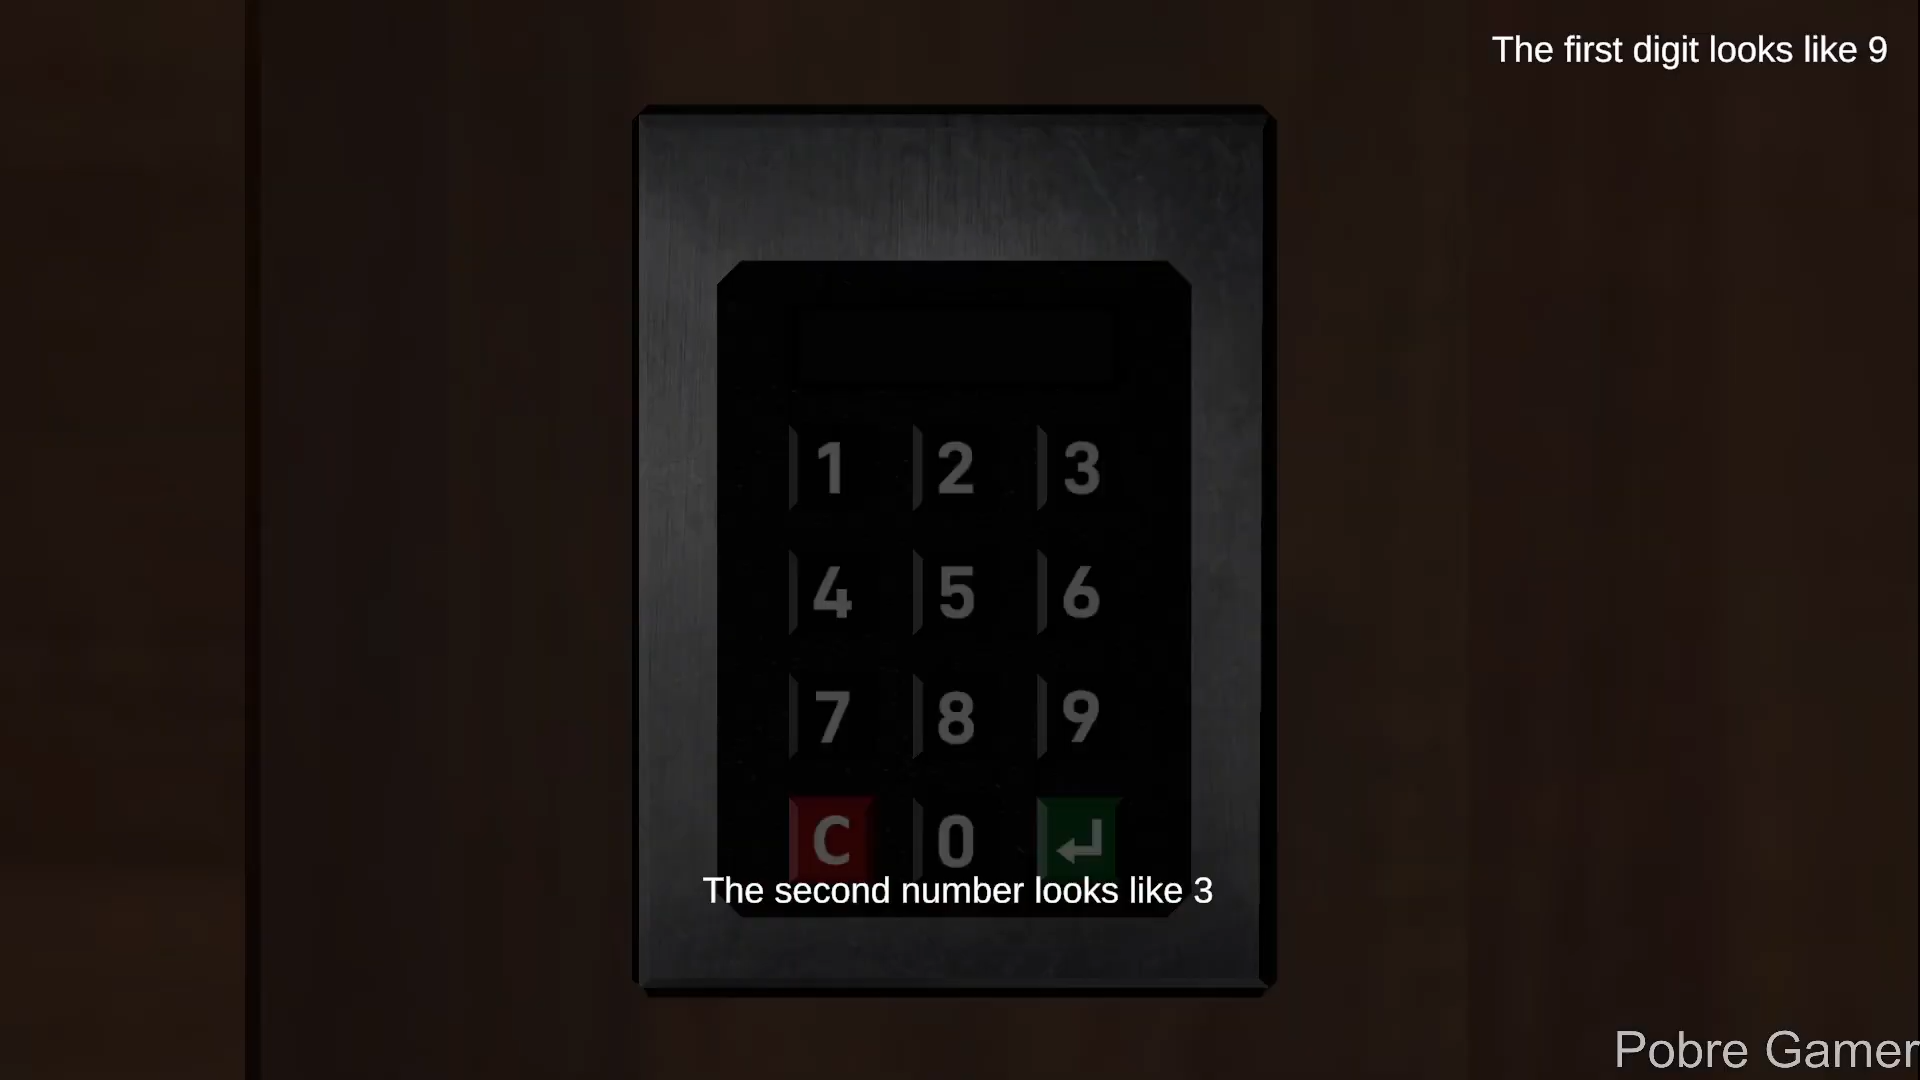 The first digit looks like 9
1 2 3
4 5 6
7 8 9
C 0
The second number looks like 3
Pobre Gamer